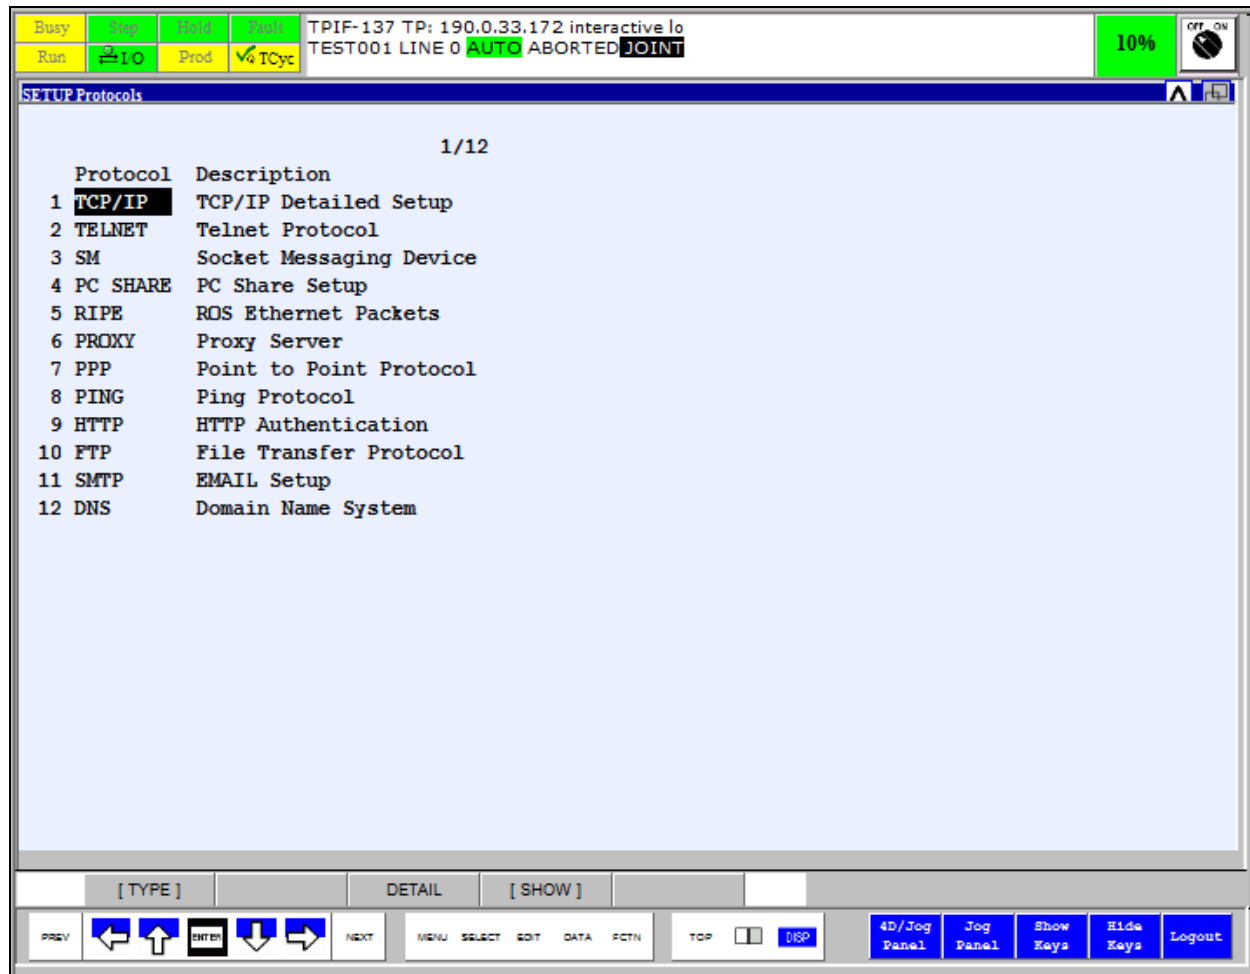 Busy Step Hold Fault TPIF-137 TP: 190.0.33.172 interactive lo
Run I/O Prod TCyc TEST001 LINE 0 AUTO ABORTED JOINT
10%
OFF ON
SETUP Protocols
1/12
Protocol Description
1 TCP/IP TCP/IP Detailed Setup
2 TELNET Telnet Protocol
3 SM Socket Messaging Device
4 PC SHARE PC Share Setup
5 RIPE ROS Ethernet Packets
6 PROXY Proxy Server
7 PPP Point to Point Protocol
8 PING Ping Protocol
9 HTTP HTTP Authentication
10 FTP File Transfer Protocol
11 SMTP EMAIL Setup
12 DNS Domain Name System
[ TYPE ] DETAIL [ SHOW ]
PREV ENTER NEXT MENU SELECT EDIT DATA FCTN TOP DISP
4D/Jog Panel Jog Panel Show Keys Hide Keys Logout